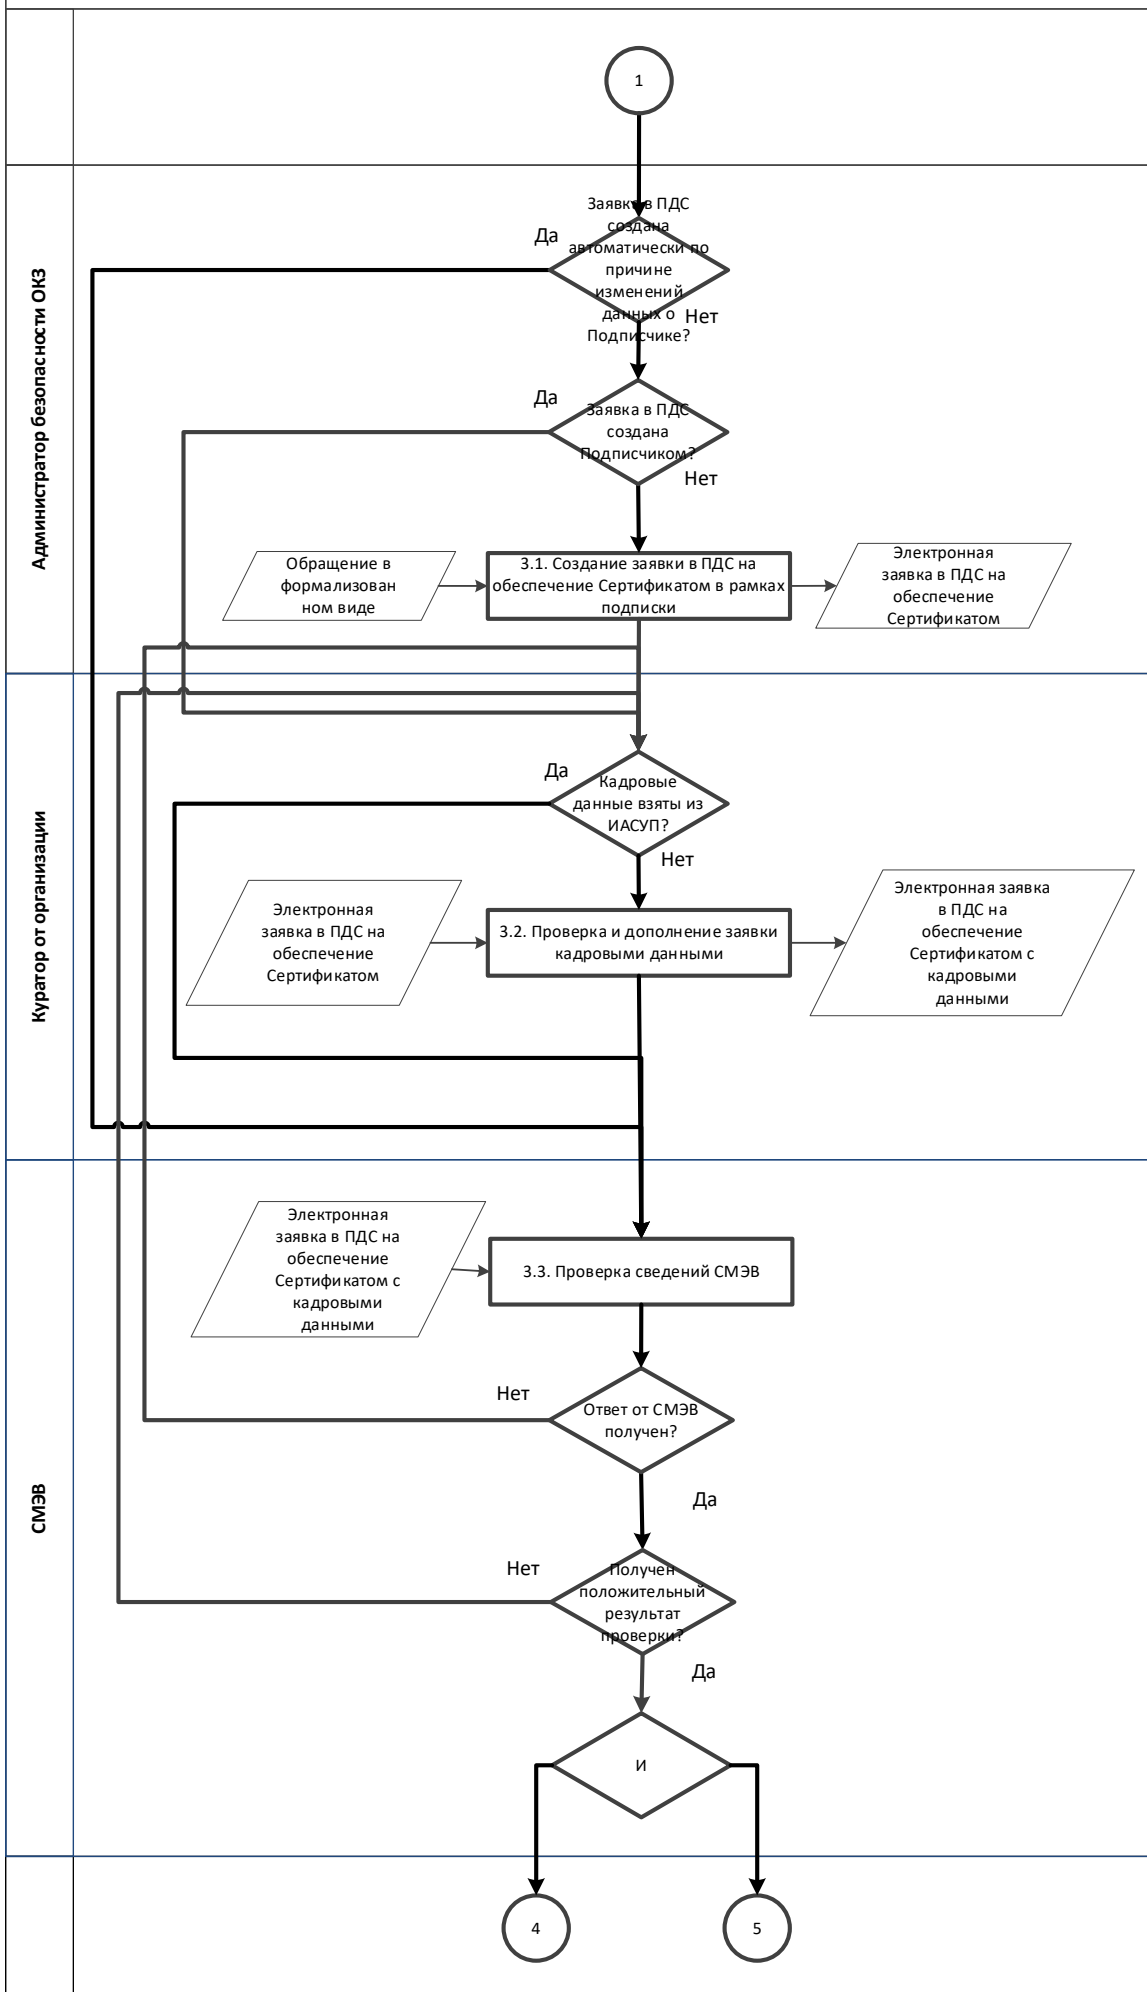 1
Администратор безопасности ОКЗ
Заявка в ПДС
создана
автоматически по
причине
изменений
данных о
Подписчике?
Да
Нет
Да
Заявка в ПДС
создана
Подписчиком?
Нет
Обращение в
формализован
ном виде
3.1. Создание заявки в ПДС на
обеспечение Сертификатом в рамках
подписки
Электронная
заявка в ПДС на
обеспечение
Сертификатом
Куратор от организации
Да
Кадровые
данные взяты из
ИАСУП?
Нет
Электронная
заявка в ПДС на
обеспечение
Сертификатом
3.2. Проверка и дополнение заявки
кадровыми данными
Электронная заявка
в ПДС на
обеспечение
Сертификатом с
кадровыми
данными
СМЭВ
Электронная
заявка в ПДС на
обеспечение
Сертификатом с
кадровыми
данными
3.3. Проверка сведений СМЭВ
Нет
Ответ от СМЭВ
получен?
Да
Нет
Получен
положительный
результат
проверки?
Да
И
4
5